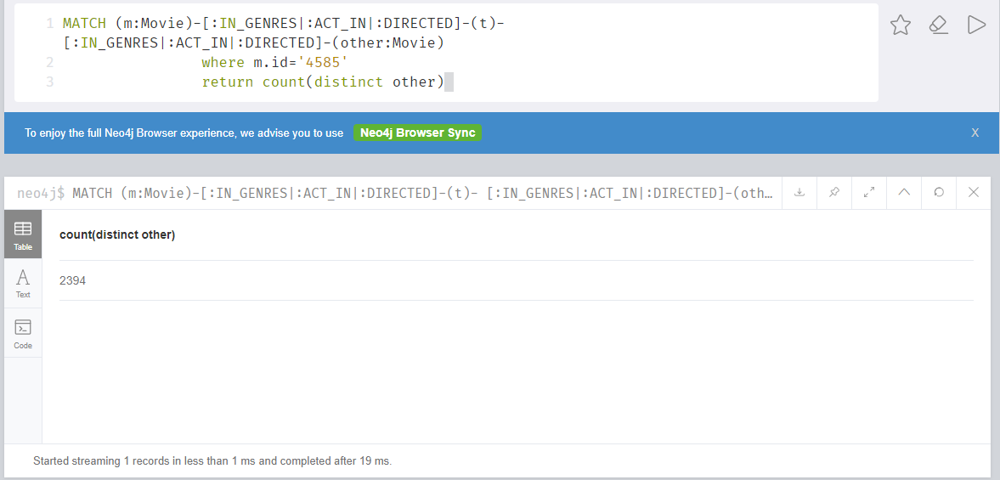 1 MATCH (m:Movie)-[:IN_GENRES|:ACT_IN|:DIRECTED]-(t)-
[:IN_GENRES|:ACT_IN|:DIRECTED]-(other:Movie)
2 where m.id='4585'
3 return count(distinct other)
To enjoy the full Neo4j Browser experience, we advise you to use Neo4j Browser Sync X
neo4j$ MATCH (m:Movie)-[:IN_GENRES|:ACT_IN|:DIRECTED]-(t)- [:IN_GENRES|:ACT_IN|:DIRECTED]-(oth…
Table
Text
Code
count(distinct other)
2394
Started streaming 1 records in less than 1 ms and completed after 19 ms.